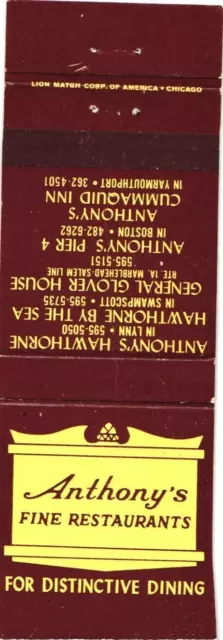 LION MATCH CORP. OF AMERICA • CHICAGO
ANTHONY'S HAWTHORNE
IN LYNN 595-5050
HAWTHORNE BY THE SEA
IN SWAMPSCOTT • 595-5735
GENERAL GLOVER HOUSE
RTE. 1A, MARBLEHEAD-SALEM LINE
595-5151
ANTHONY'S PIER 4
IN BOSTON • 482-6262
ANTHONY'S
CUMMAQUID INN
IN YARMOUTHPORT • 362-4501
Anthony's
FINE RESTAURANTS
FOR DISTINCTIVE DINING